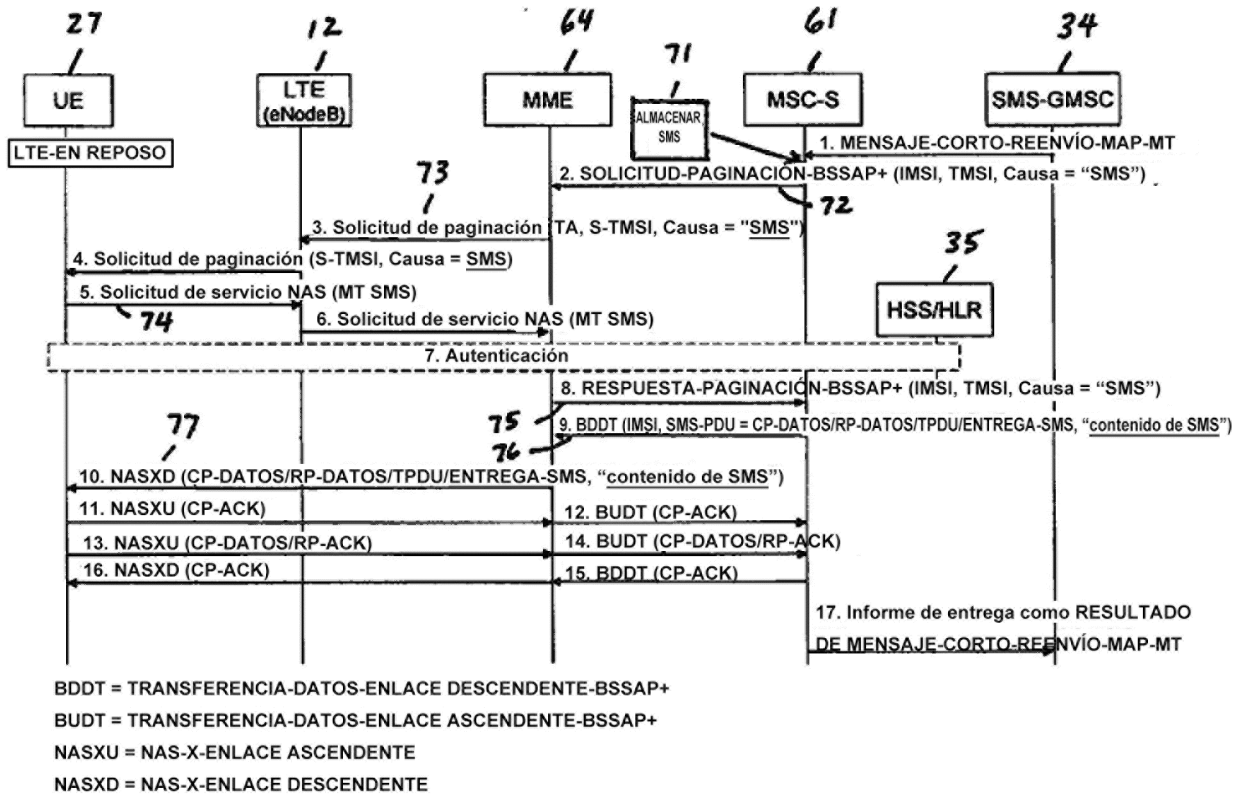 27
12
64
71
61
34
UE
LTE
(eNodeB)
MME
ALMACENAR
SMS
MSC-S
SMS-GMSC
LTE-EN REPOSO
1. MENSAJE-CORTO-REENVÍO-MAP-MT
2. SOLICITUD-PAGINACIÓN-BSSAP+ (IMSI, TMSI, Causa = “SMS”)
72
73
3. Solicitud de paginación (TA, S-TMSI, Causa = "SMS")
4. Solicitud de paginación (S-TMSI, Causa = SMS)
35
5. Solicitud de servicio NAS (MT SMS)
74
HSS/HLR
6. Solicitud de servicio NAS (MT SMS)
7. Autenticación
8. RESPUESTA-PAGINACIÓN-BSSAP+ (IMSI, TMSI, Causa = “SMS”)
75
9. BDDT (IMSI, SMS-PDU = CP-DATOS/RP-DATOS/TPDU/ENTREGA-SMS, “contenido de SMS”)
76
77
10. NASXD (CP-DATOS/RP-DATOS/TPDU/ENTREGA-SMS, “contenido de SMS”)
11. NASXU (CP-ACK)
12. BUDT (CP-ACK)
13. NASXU (CP-DATOS/RP-ACK)
14. BUDT (CP-DATOS/RP-ACK)
16. NASXD (CP-ACK)
15. BDDT (CP-ACK)
17. Informe de entrega como RESULTADO
DE MENSAJE-CORTO-REENVÍO-MAP-MT
BDDT = TRANSFERENCIA-DATOS-ENLACE DESCENDENTE-BSSAP+
BUDT = TRANSFERENCIA-DATOS-ENLACE ASCENDENTE-BSSAP+
NASXU = NAS-X-ENLACE ASCENDENTE
NASXD = NAS-X-ENLACE DESCENDENTE